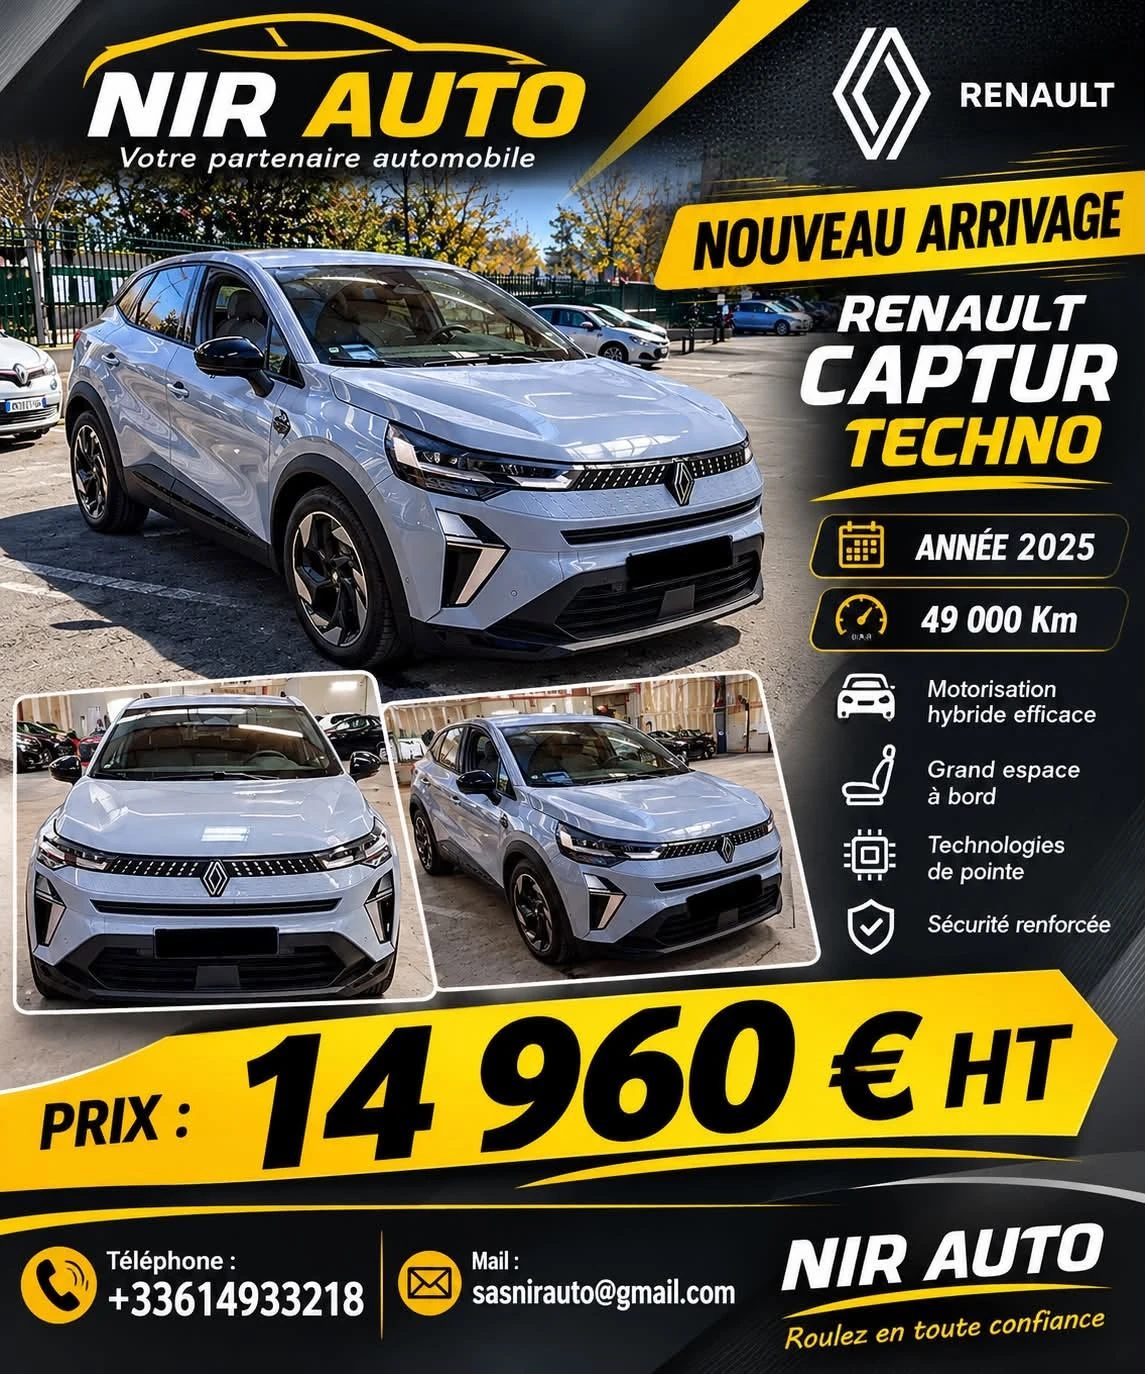 NIR AUTO
Votre partenaire automobile
RENAULT
NOUVEAU ARRIVAGE
RENAULT
CAPTUR
TECHNO
ANNÉE 2025
49 000 Km
Motorisation
hybride efficace
Grand espace
à bord
Technologies
de pointe
Sécurité renforcée
PRIX : 14 960 € HT
Téléphone :
+33614933218
Mail :
sasnirauto@gmail.com
NIR AUTO
Roulez en toute confiance